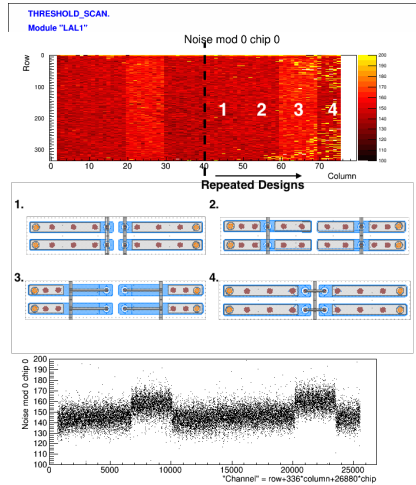 THRESHOLD_SCAN.
Module "LAL1"
Noise mod 0 chip 0
Row
0
100
200
300
1 2 3 4
200
190
180
170
160
150
140
130
120
110
100
0 10 20 30 40 50 60 70 80
Column
Repeated Designs
1. 2.
3. 4.
Noise mod 0 chip 0
200
190
180
170
160
150
140
130
120
110
100
0 5000 10000 15000 20000 25000
"Channel" = row+336*column+26880*chip